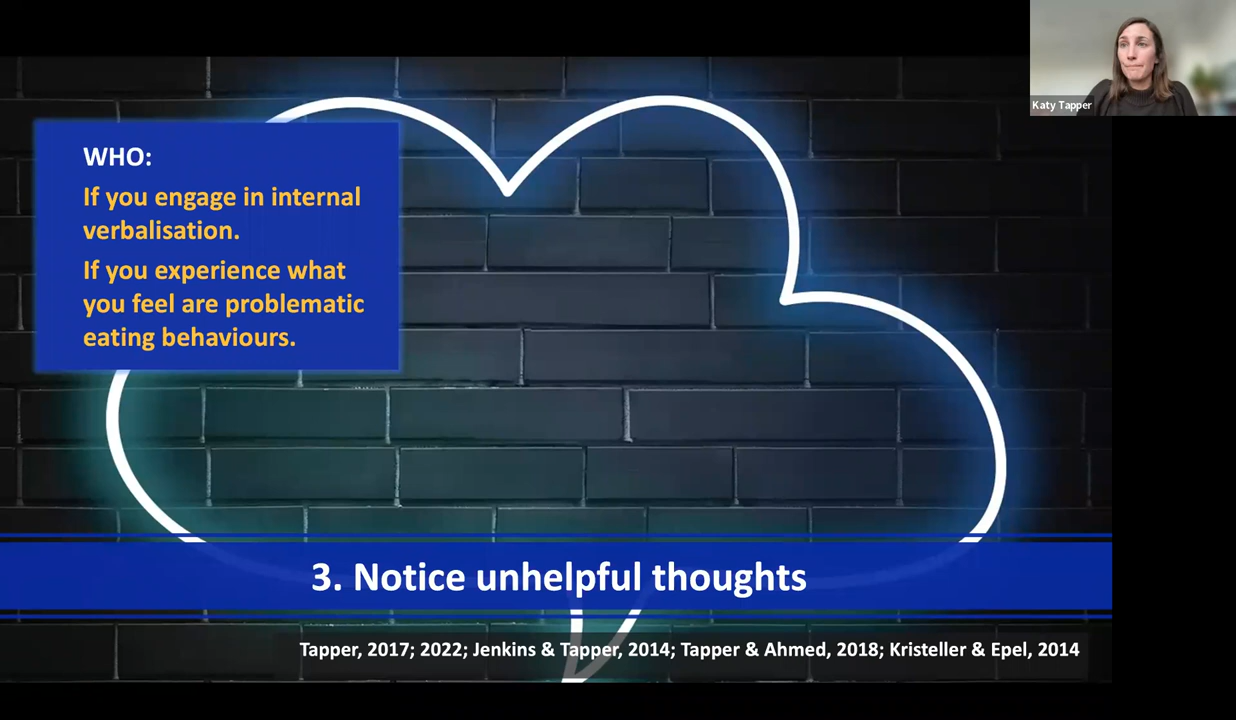 Katy Tapper
WHO:
If you engage in internal
verbalisation.
If you experience what
you feel are problematic
eating behaviours.
3. Notice unhelpful thoughts
Tapper, 2017; 2022; Jenkins & Tapper, 2014; Tapper & Ahmed, 2018; Kristeller & Epel, 2014